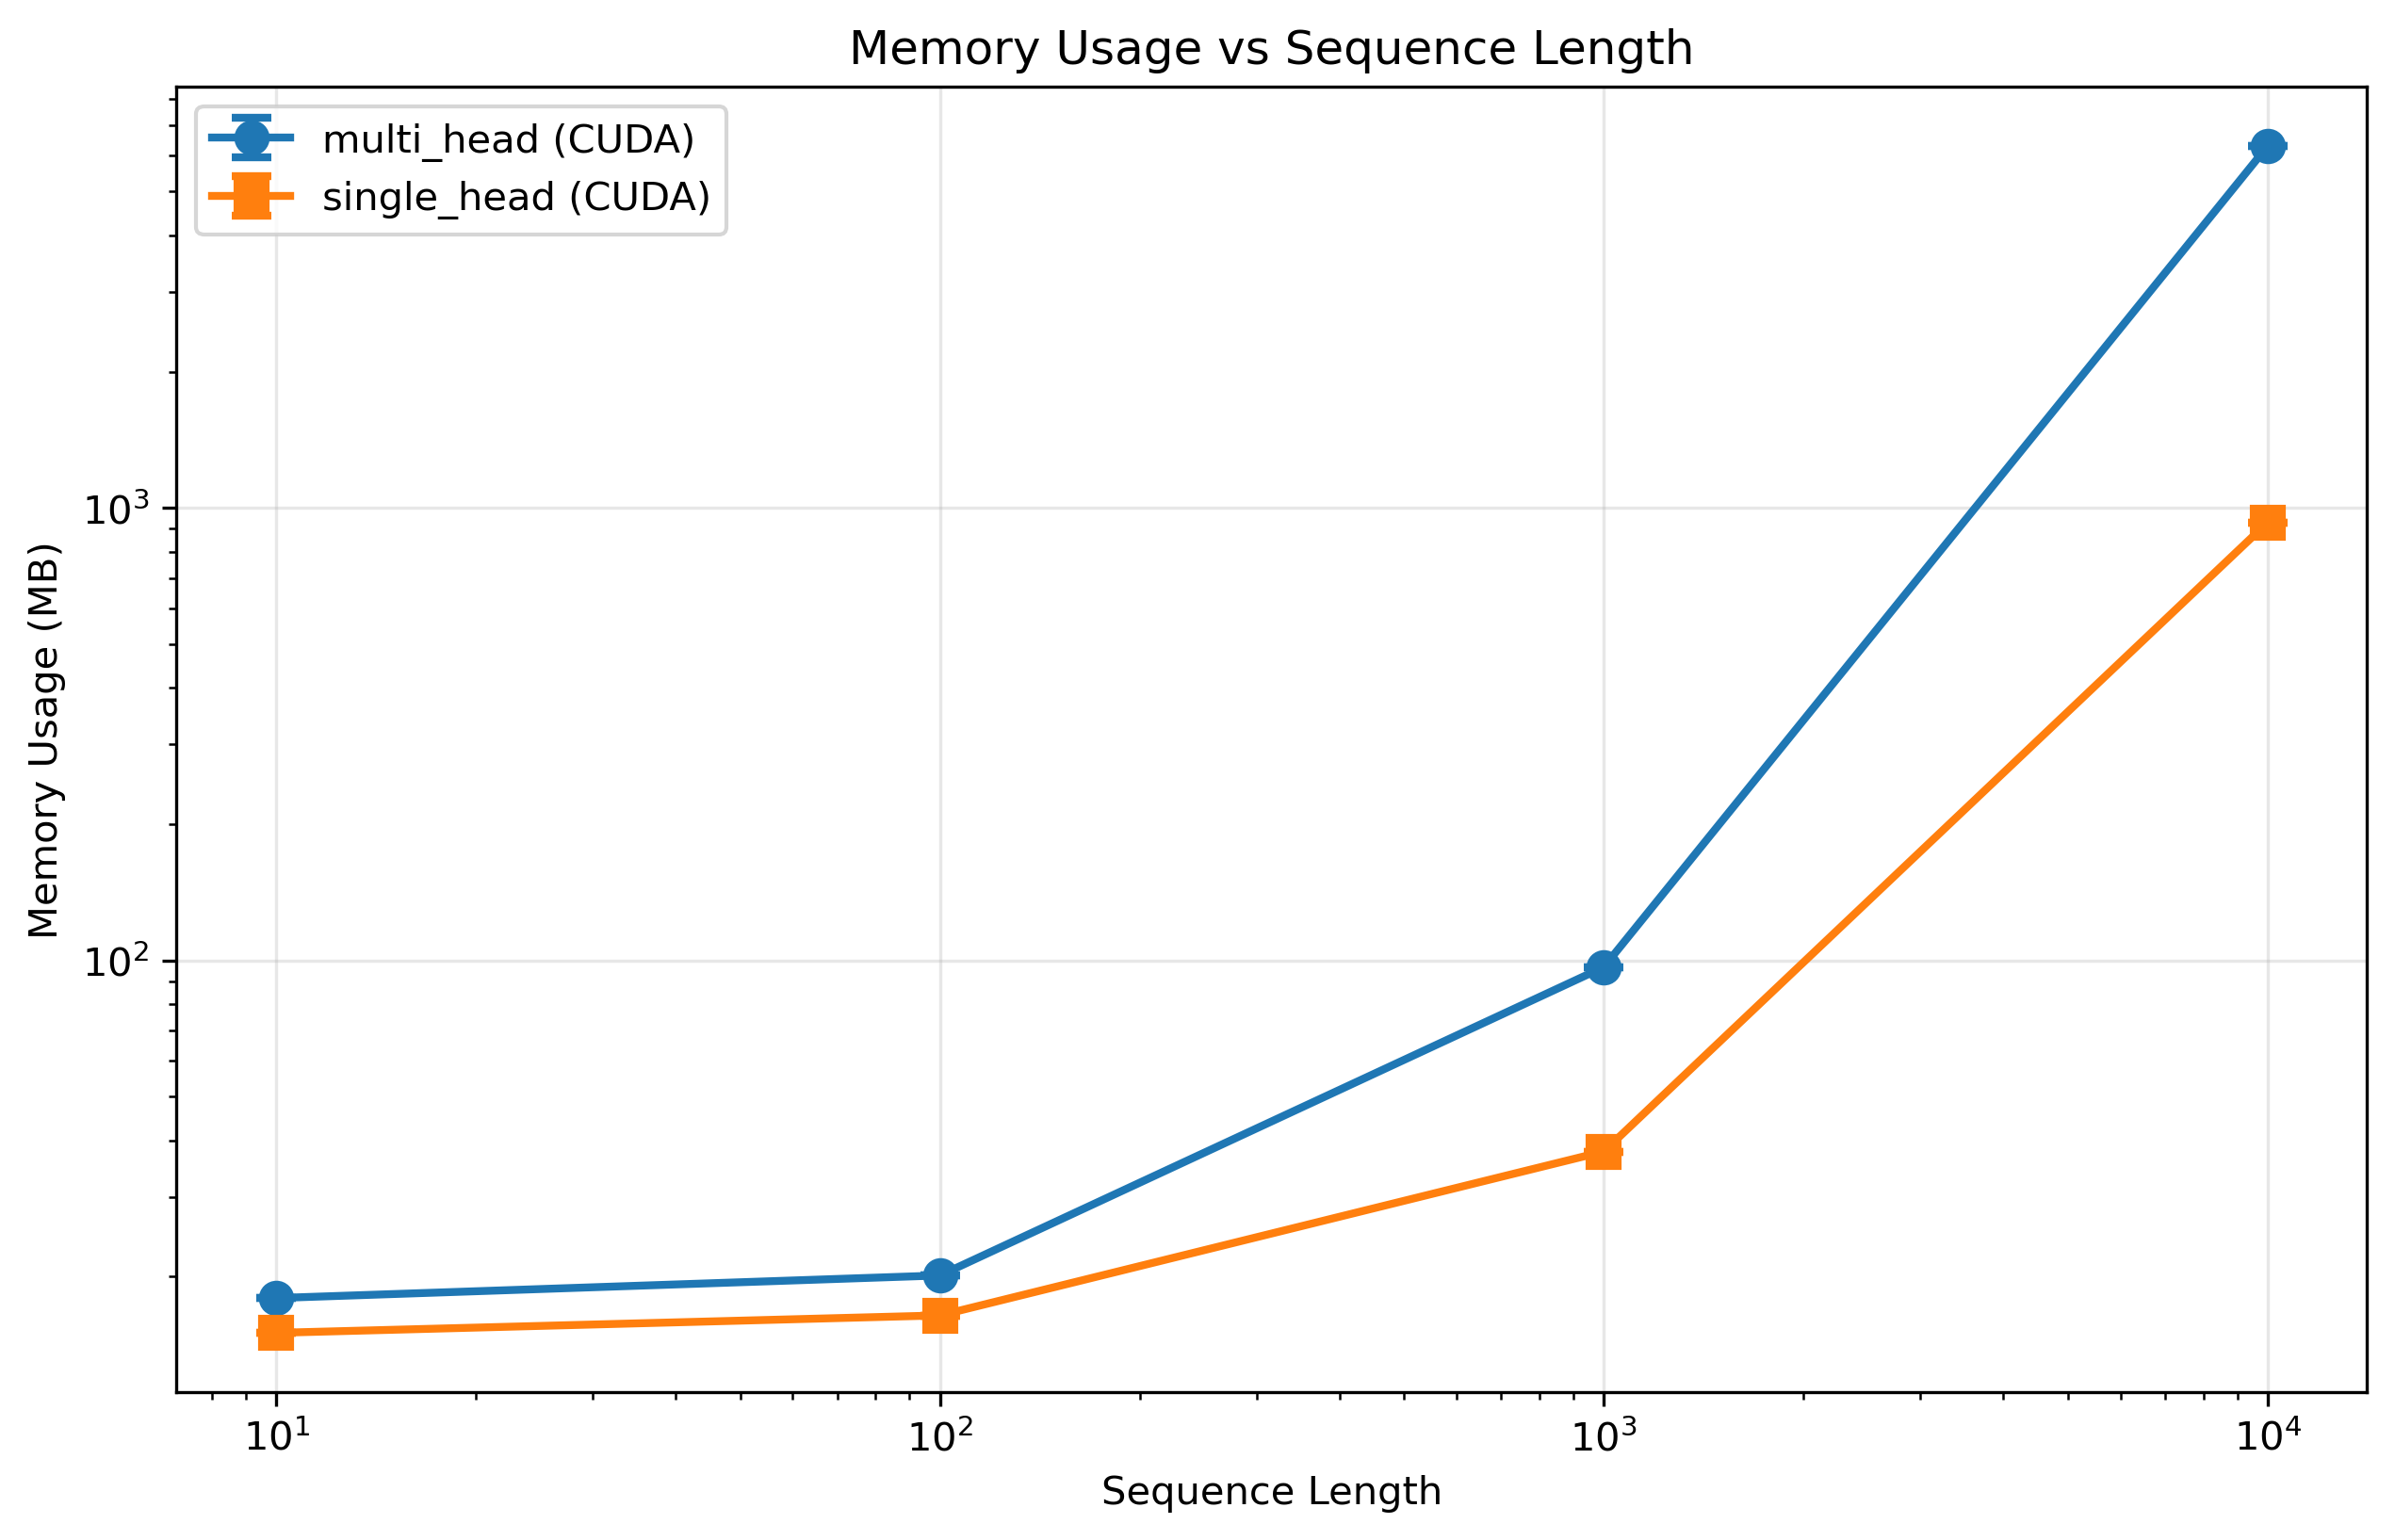 Memory Usage vs Sequence Length
multi_head (CUDA)
single_head (CUDA)
Memory Usage (MB)
10³
10²
10¹
10²
10³
10⁴
Sequence Length